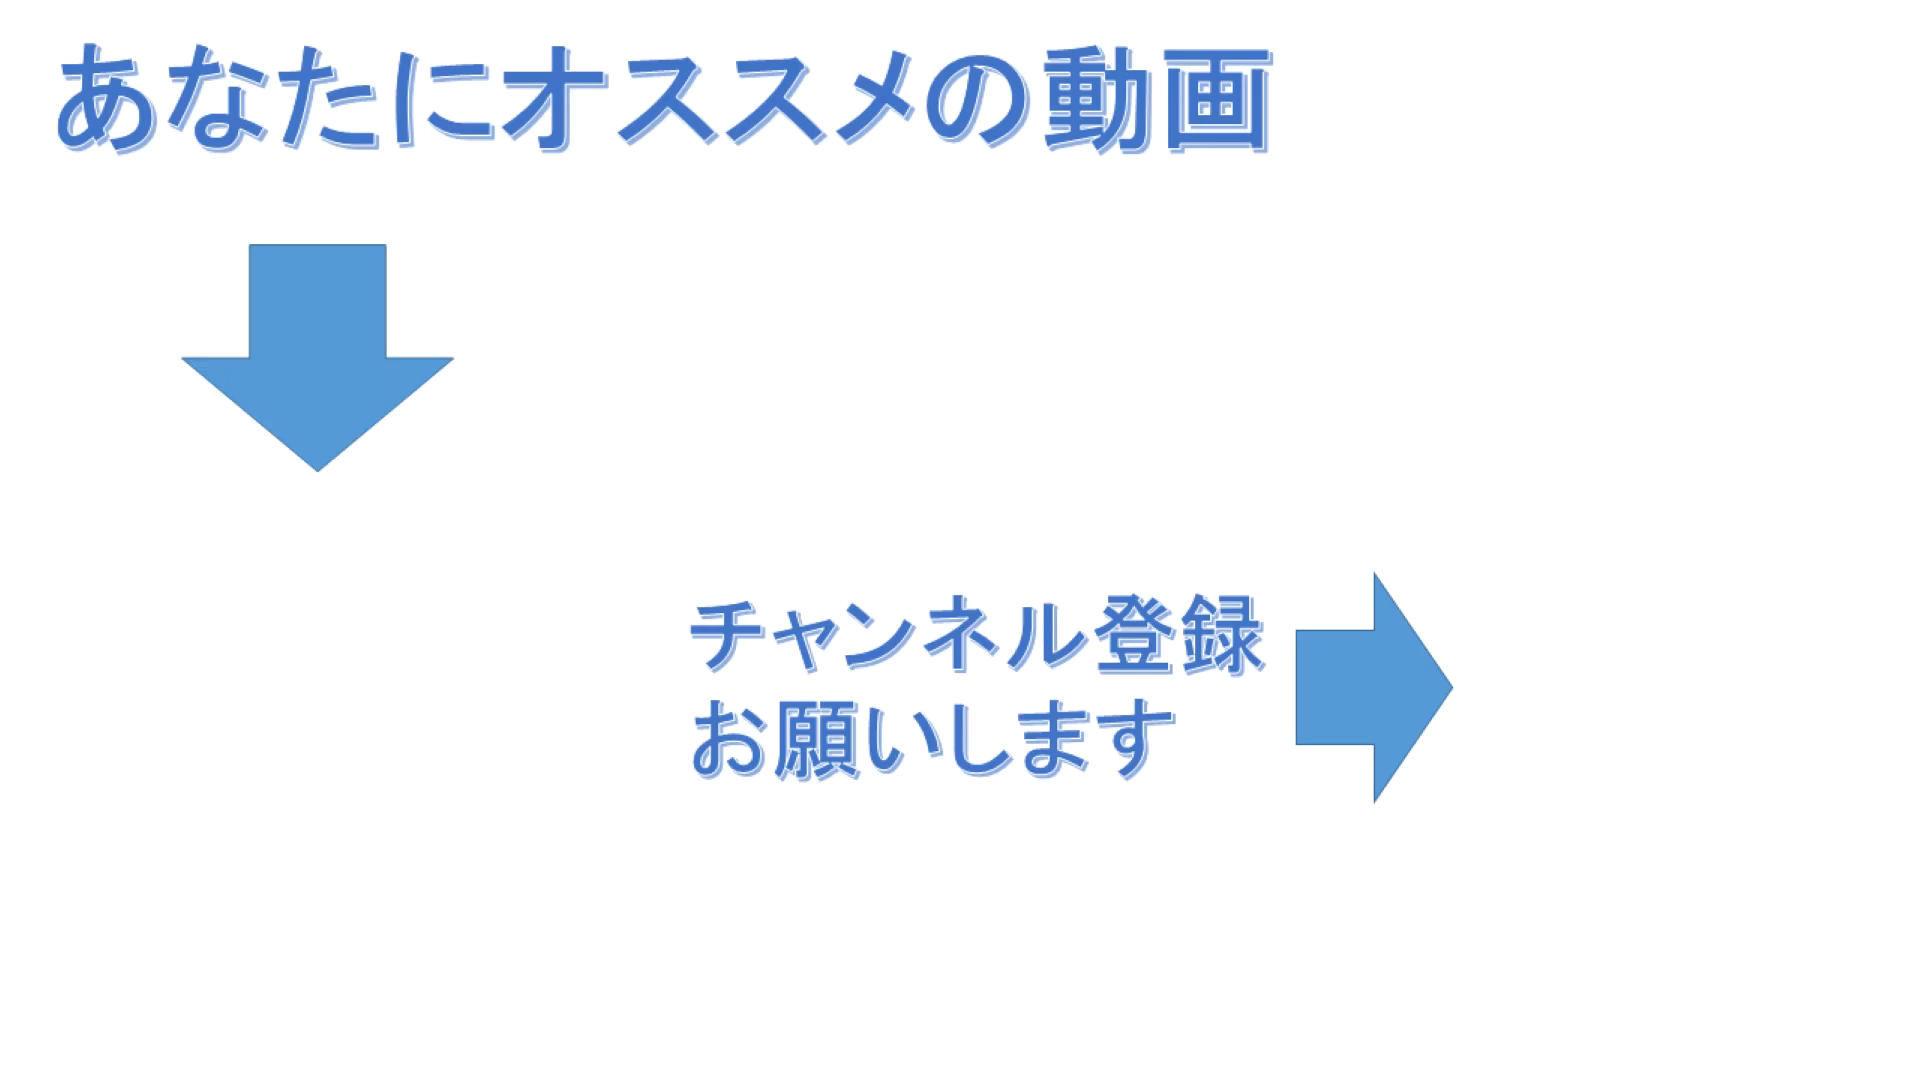 あなたにオススメの動画
チャンネル登録
お願いします